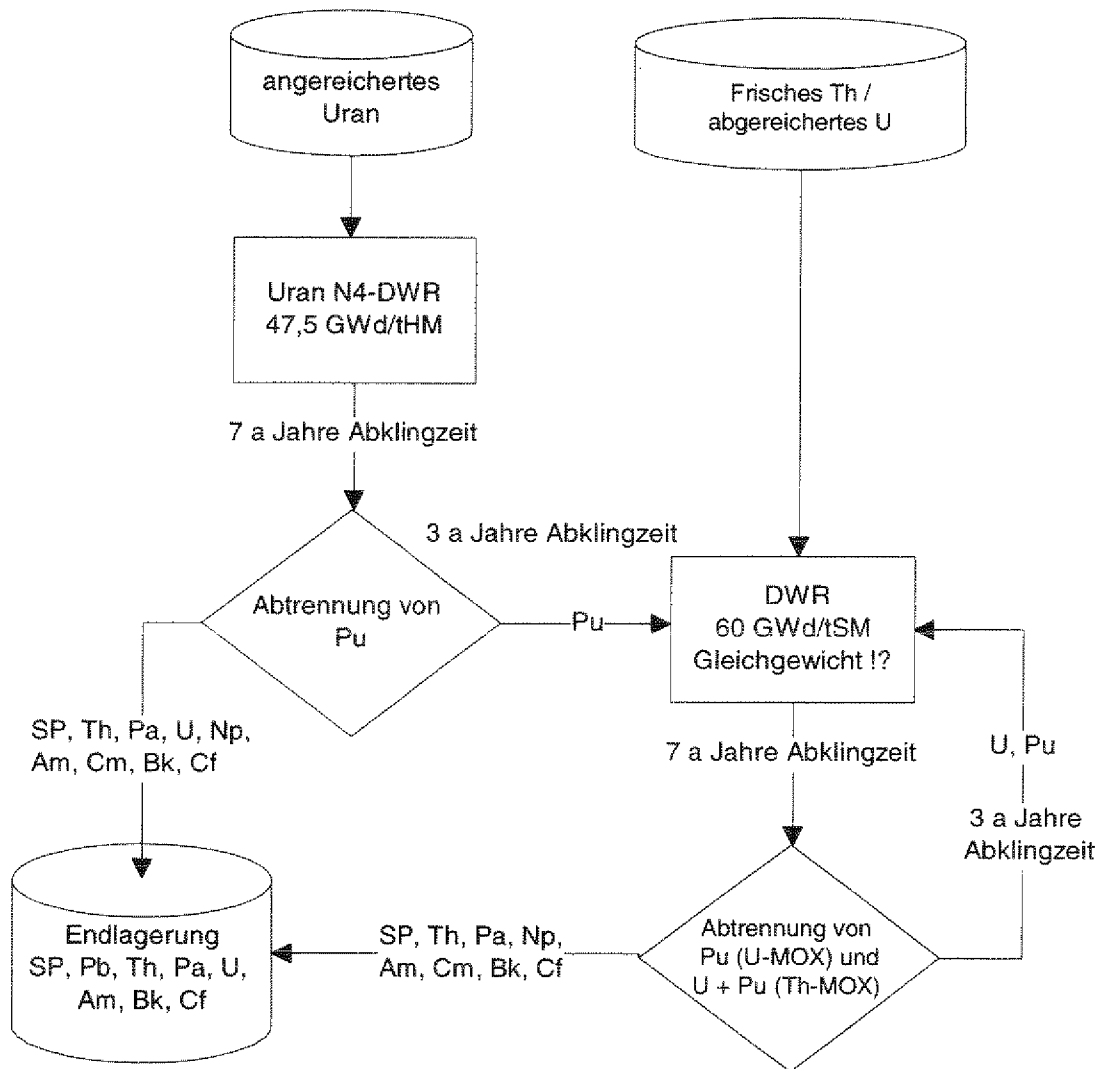 angereichertes
Uran
Frisches Th /
abgereichertes U
Uran N4-DWR
47,5 GWd/tHM
7 a Jahre Abklingzeit
3 a Jahre Abklingzeit
Abtrennung von
Pu
Pu
DWR
60 GWd/tSM
Gleichgewicht !?
SP, Th, Pa, U, Np,
Am, Cm, Bk, Cf
7 a Jahre Abklingzeit
U, Pu
3 a Jahre
Abklingzeit
Endlagerung
SP, Pb, Th, Pa, U,
Am, Bk, Cf
SP, Th, Pa, Np,
Am, Cm, Bk, Cf
Abtrennung von
Pu (U-MOX) und
U + Pu (Th-MOX)